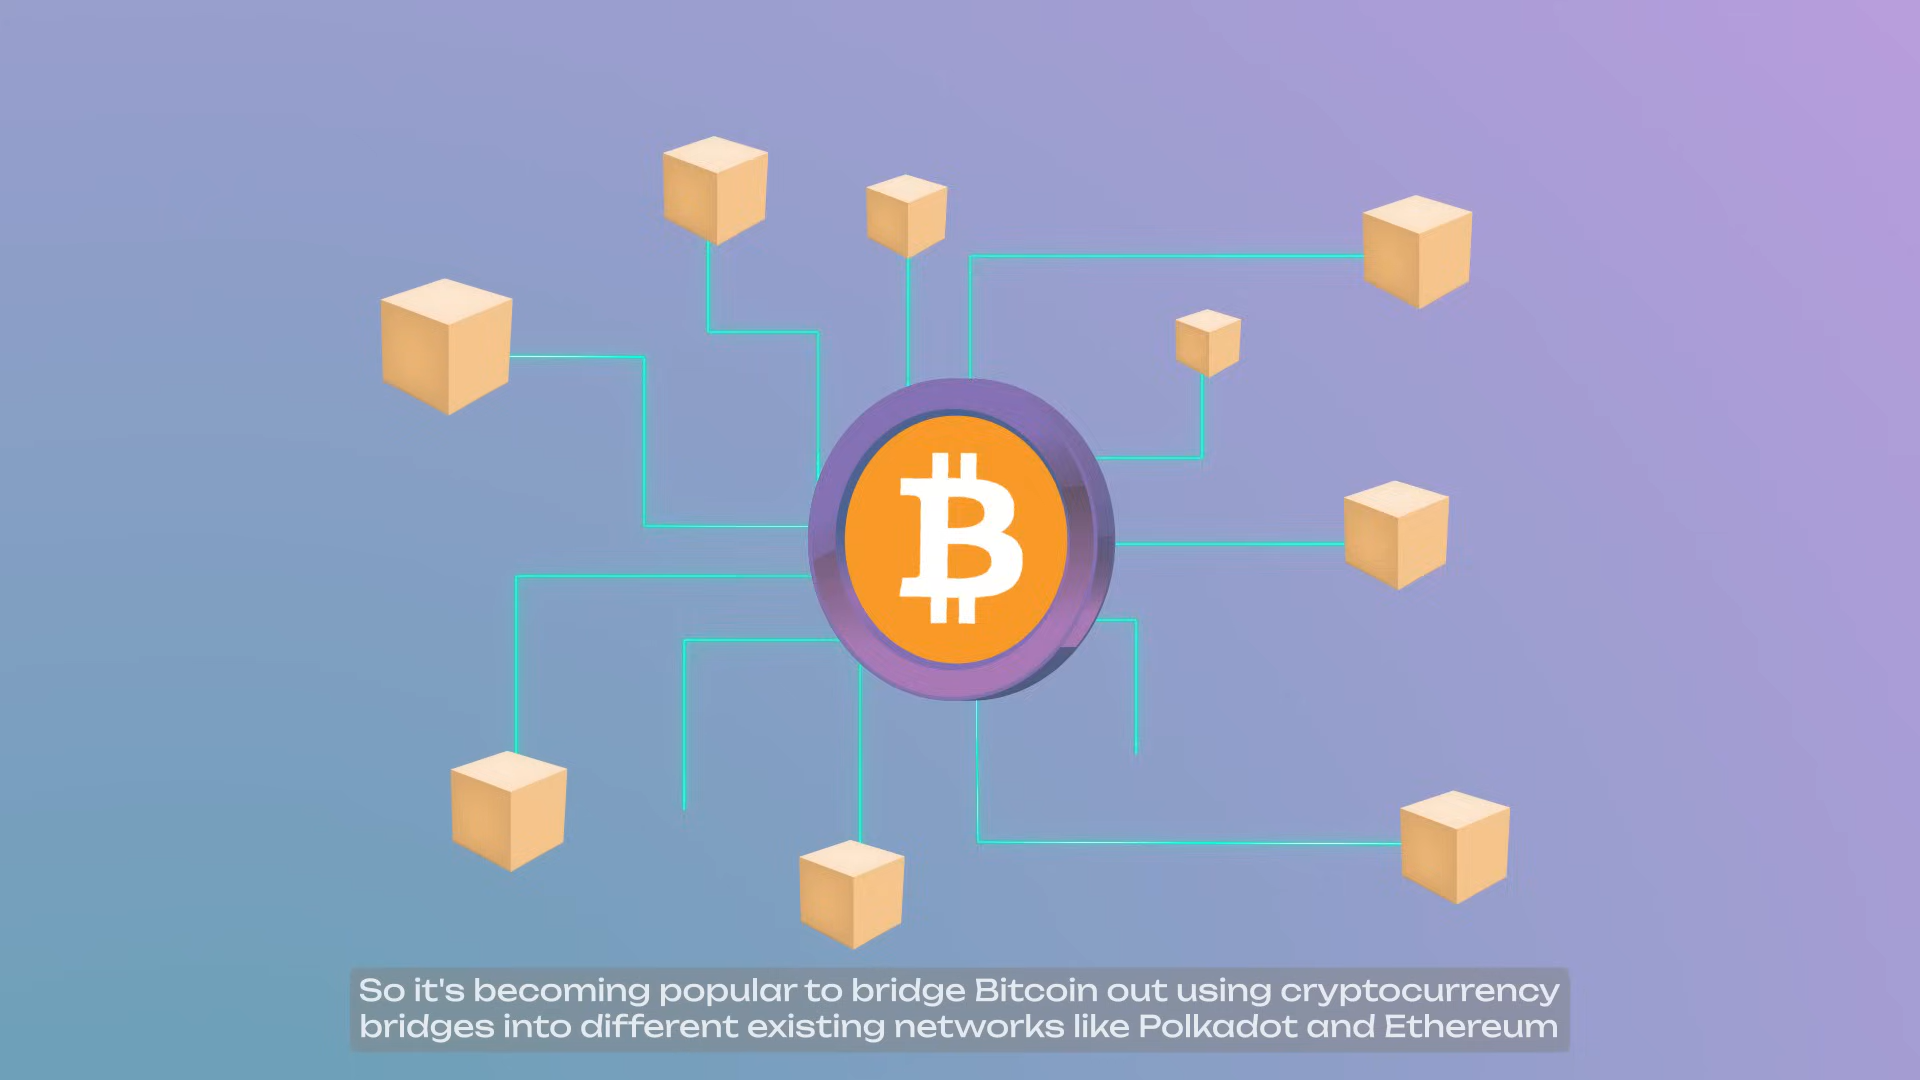 So it's becoming popular to bridge Bitcoin out using cryptocurrency
bridges into different existing networks like Polkadot and Ethereum